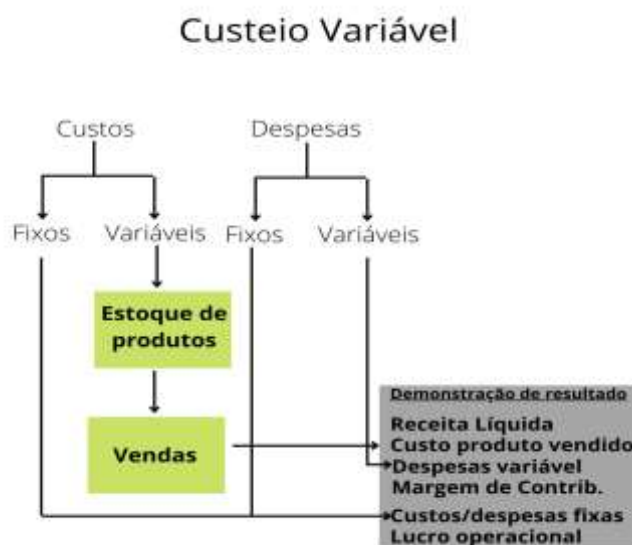 Custeio Variável
Custos
Despesas
Fixos
Variáveis
Fixos
Variáveis
Estoque de
produtos
Vendas
Demonstração de resultado
Receita Líquida
Custo produto vendido
Despesas variável
Margem de Contrib.
Custos/despesas fixas
Lucro operacional